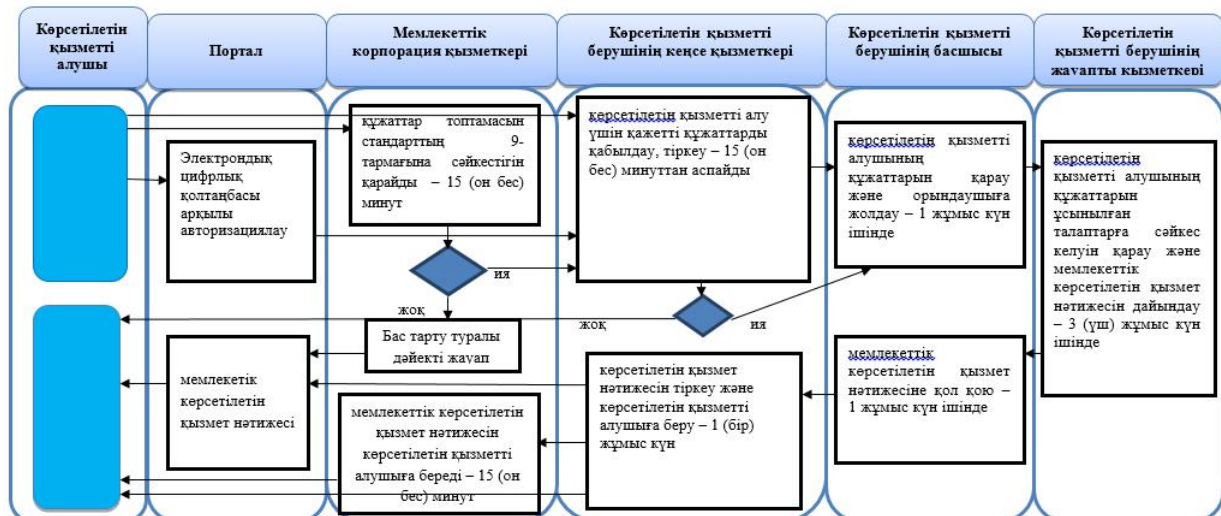 Көрсетілетін
қызметті
алушы
Портал
Мемлекеттік
корпорация қызметкері
Көрсетілетін қызметті
берушінің кеңсе қызметкері
Көрсетілетін қызметті
берушінің басшысы
Көрсетілетін
қызметті берушінің
жауапты қызметкері
Электрондық
цифрлық
қолтаңбасы
арқылы
авторизациялау
құжаттар топтамасын
стандарттың 9-
тармағына сәйкестігін
қарайды – 15 (он бес)
минут
көрсетілетін қызметті алу
үшін қажетті құжаттарды
қабылдау, тіркеу – 15 (он
бес) минуттан аспайды
көрсетілетін қызметті
алушының
құжаттарын қарау
және орындаушыға
жолдау – 1 жұмыс күн
ішінде
көрсетілетін
қызметті алушының
құжаттарын
ұсынылған
талаптарға сәйкес
келуін қарау және
мемлекеттік
көрсетілетін қызмет
нәтижесін дайындау
– 3 (үш) жұмыс күн
ішінде
ия
жоқ
жоқ
ия
Бас тарту туралы
дәйекті жауап
мемлекетік
көрсетілетін
қызмет нәтижесі
мемлекеттік көрсетілетін
қызмет нәтижесін
көрсетілетін қызметті
алушыға береді – 15 (он
бес) минут
көрсетілетін қызмет
нәтижесін тіркеу және
көрсетілетін қызметті
алушыға беру – 1 (бір)
жұмыс күн
мемлекеттік
көрсетілетін қызмет
нәтижесіне қол қою –
1 жұмыс күн ішінде